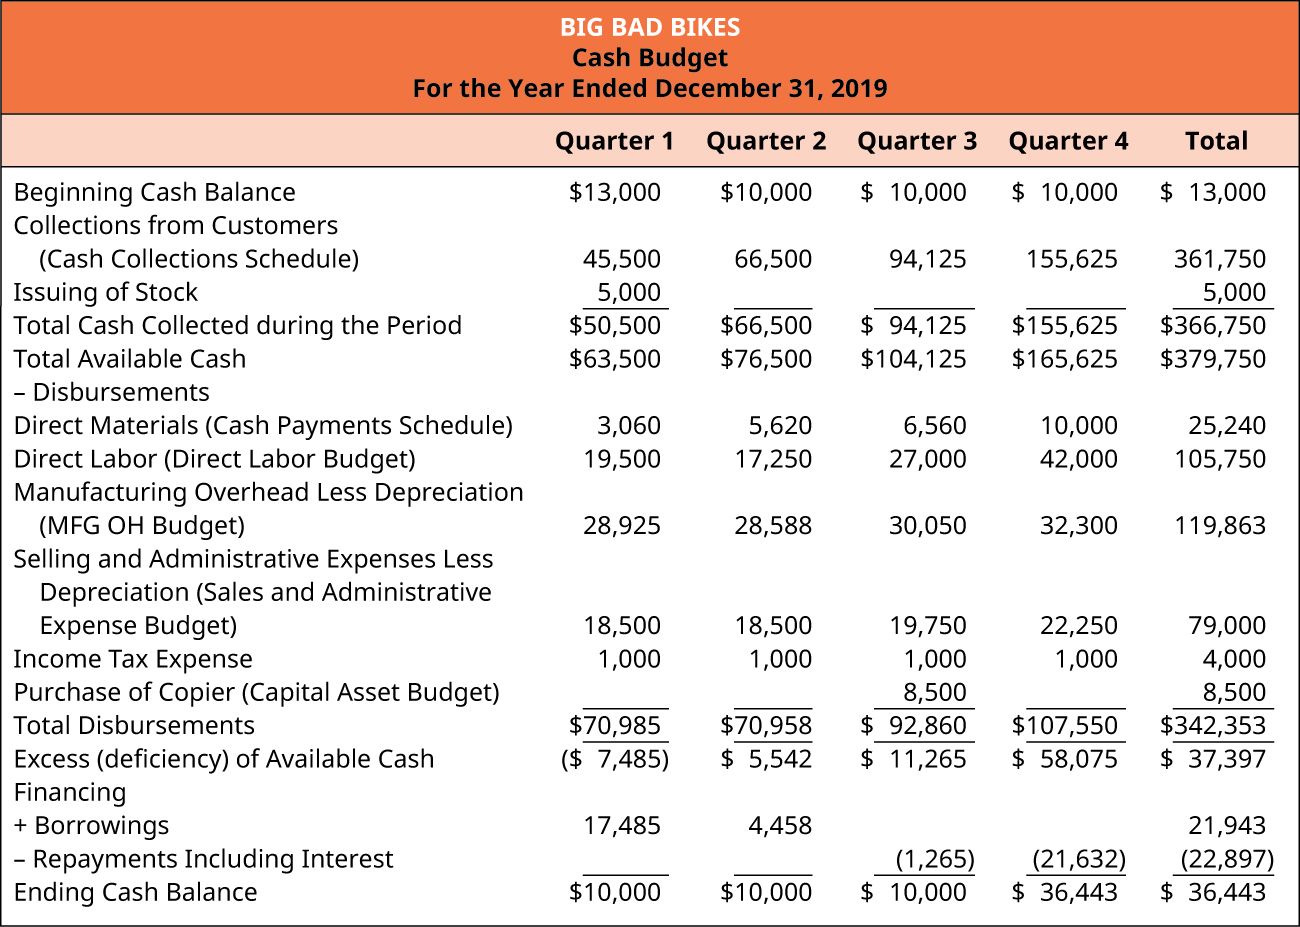 BIG BAD BIKES
Cash Budget
For the Year Ended December 31, 2019
Quarter 1 Quarter 2 Quarter 3 Quarter 4 Total
Beginning Cash Balance $13,000 $10,000 $ 10,000 $ 10,000 $ 13,000
Collections from Customers
(Cash Collections Schedule) 45,500 66,500 94,125 155,625 361,750
Issuing of Stock 5,000 5,000
Total Cash Collected during the Period $50,500 $66,500 $ 94,125 $155,625 $366,750
Total Available Cash $63,500 $76,500 $104,125 $165,625 $379,750
– Disbursements
Direct Materials (Cash Payments Schedule) 3,060 5,620 6,560 10,000 25,240
Direct Labor (Direct Labor Budget) 19,500 17,250 27,000 42,000 105,750
Manufacturing Overhead Less Depreciation
(MFG OH Budget) 28,925 28,588 30,050 32,300 119,863
Selling and Administrative Expenses Less
Depreciation (Sales and Administrative
Expense Budget) 18,500 18,500 19,750 22,250 79,000
Income Tax Expense 1,000 1,000 1,000 1,000 4,000
Purchase of Copier (Capital Asset Budget) 8,500 8,500
Total Disbursements $70,985 $70,958 $ 92,860 $107,550 $342,353
Excess (deficiency) of Available Cash ($ 7,485) $ 5,542 $ 11,265 $ 58,075 $ 37,397
Financing
+ Borrowings 17,485 4,458 21,943
– Repayments Including Interest (1,265) (21,632) (22,897)
Ending Cash Balance $10,000 $10,000 $ 10,000 $ 36,443 $ 36,443